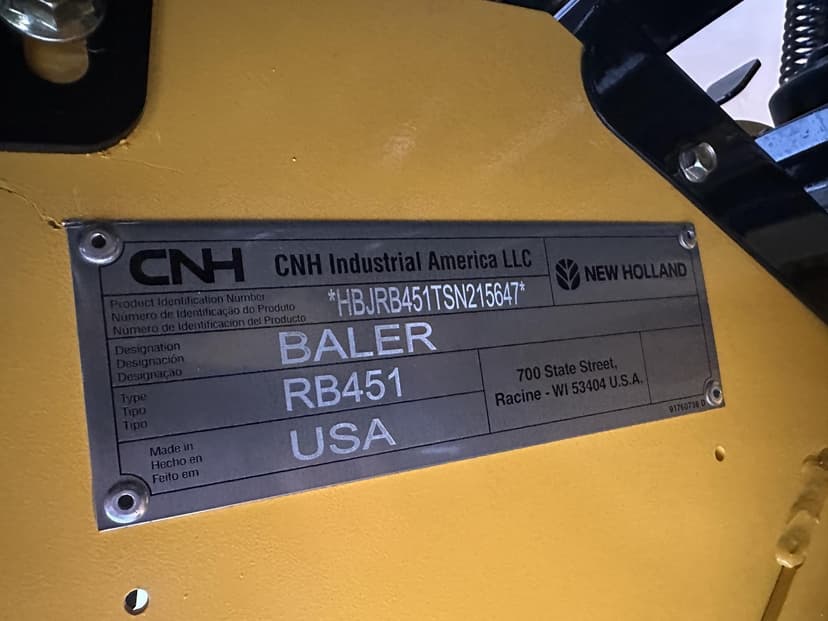 CNH CNH Industrial America LLC NEW HOLLAND
Product Identification Number
Número de Identificação do Produto
Número de Identificacion del Producto
*HBJRB451TSN215647*
Designation
Designación
Designação
BALER
Type
Tipo
Tipo
RB451
700 State Street,
Racine - WI 53404 U.S.A.
Made in
Hecho en
Feito em
USA